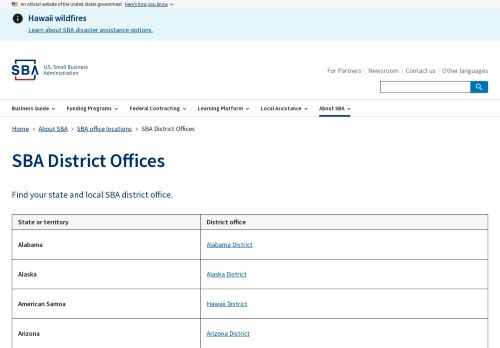 An official website of the United States government Here's how you know
Hawaii wildfires
Learn about SBA disaster assistance options.
SBA
U.S. Small Business
Administration
For Partners Newsroom Contact us Other languages
Business Guide Funding Programs Federal Contracting Learning Platform Local Assistance About SBA
Home > About SBA > SBA office locations > SBA District Offices
SBA District Offices
Find your state and local SBA district office.
State or territory District office
Alabama Alabama District
Alaska Alaska District
American Samoa Hawaii District
Arizona Arizona District